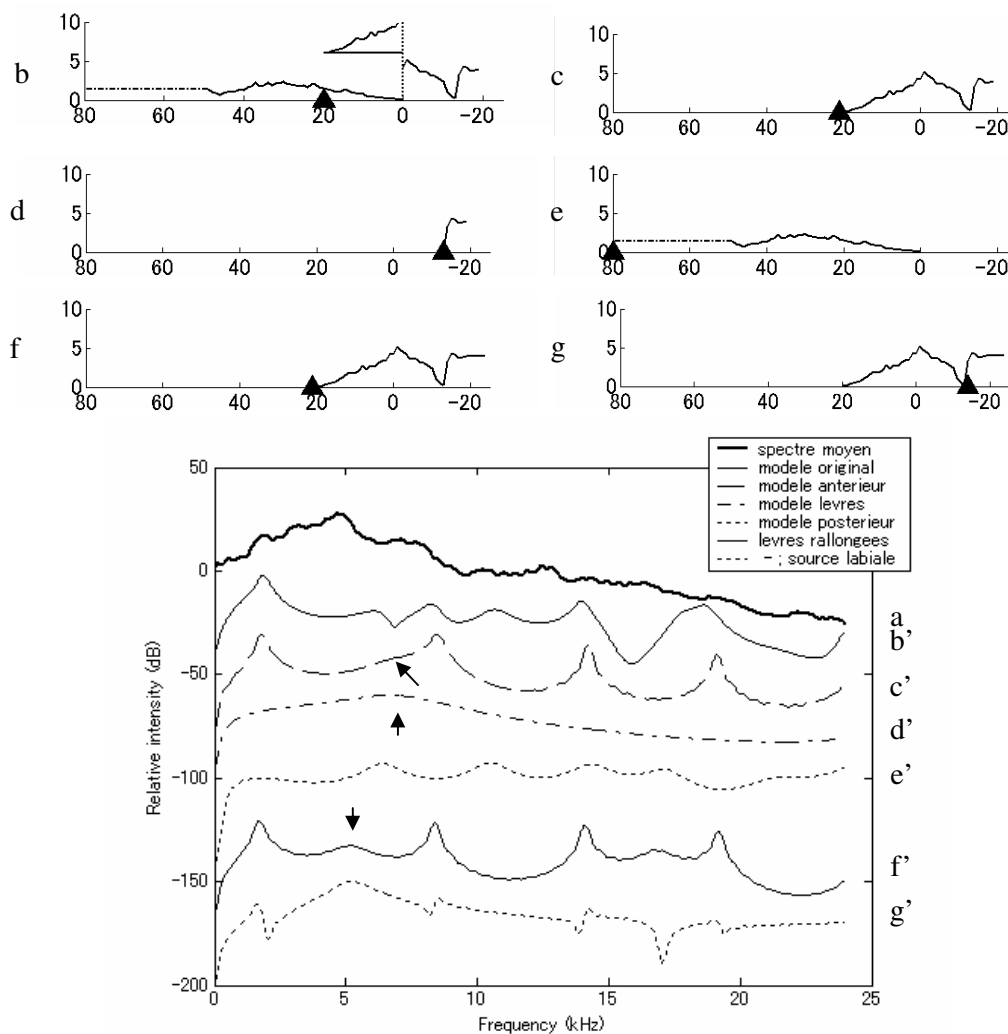 b
10
5
0
80 60 40 20 0 -20
c
10
5
0
80 60 40 20 0 -20
d
10
5
0
80 60 40 20 0 -20
e
10
5
0
80 60 40 20 0 -20
f
10
5
0
80 60 40 20 0 -20
g
10
5
0
80 60 40 20 0 -20
spectre moyen
modele original
modele anterieur
modele levres
modele posterieur
levres rallongees
-; source labiale
Relative intensity (dB)
50
0
-50
-100
-150
-200
0 5 10 15 20 25
Frequency (kHz)
a
b'
c'
d'
e'
f'
g'